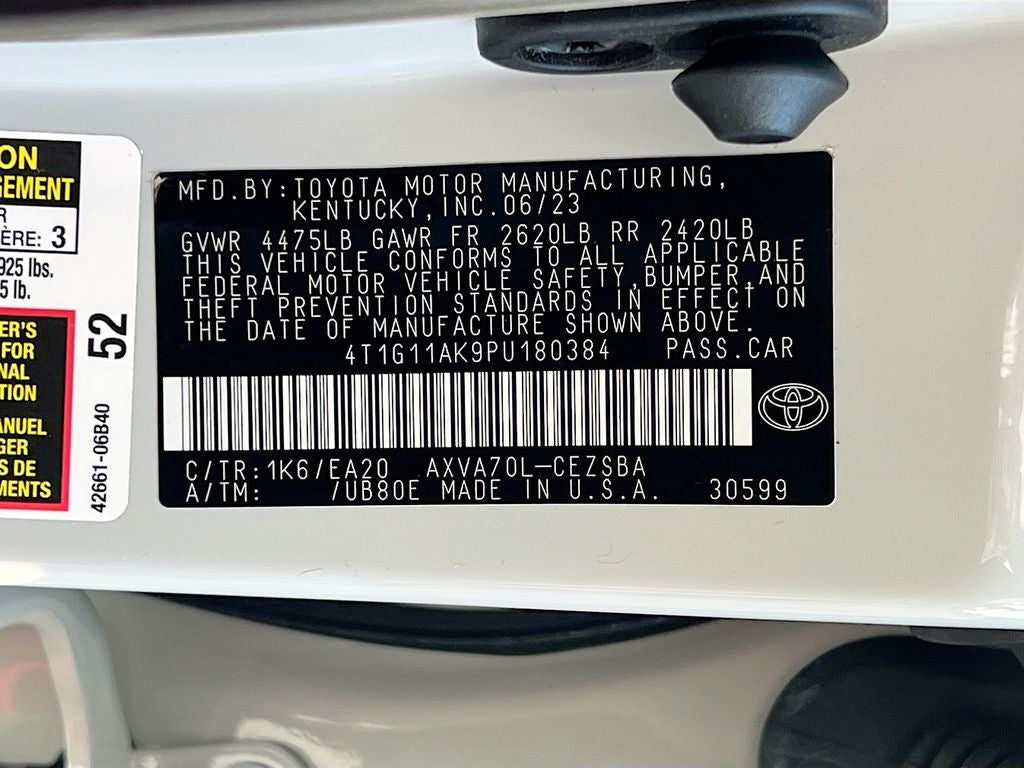 ON
GEMENT
R
ÈRE: 3
925 lbs.
5 lb.
ER'S
FOR
NAL
TION
ANUEL
GER
S DE
MENTS
52
42661-06B40
MFD.BY:TOYOTA MOTOR MANUFACTURING,
KENTUCKY,INC.06/23
GVWR 4475LB GAWR FR 2620LB RR 2420LB
THIS VEHICLE CONFORMS TO ALL APPLICABLE
FEDERAL MOTOR VEHICLE SAFETY,BUMPER,AND
THEFT PREVENTION STANDARDS IN EFFECT ON
THE DATE OF MANUFACTURE SHOWN ABOVE.
4T1G11AK9PU180384 PASS.CAR
C/TR:1K6/EA20 AXVA70L-CEZSBA
A/TM: /UB80E MADE IN U.S.A. 30599